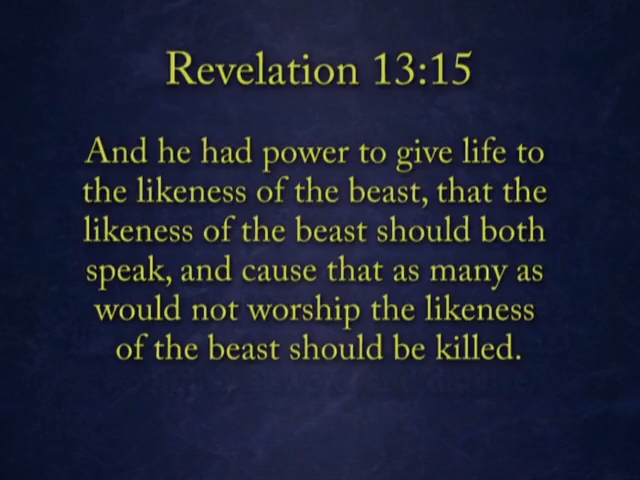 Revelation 13:15
And he had power to give life to
the likeness of the beast, that the
likeness of the beast should both
speak, and cause that as many as
would not worship the likeness
of the beast should be killed.